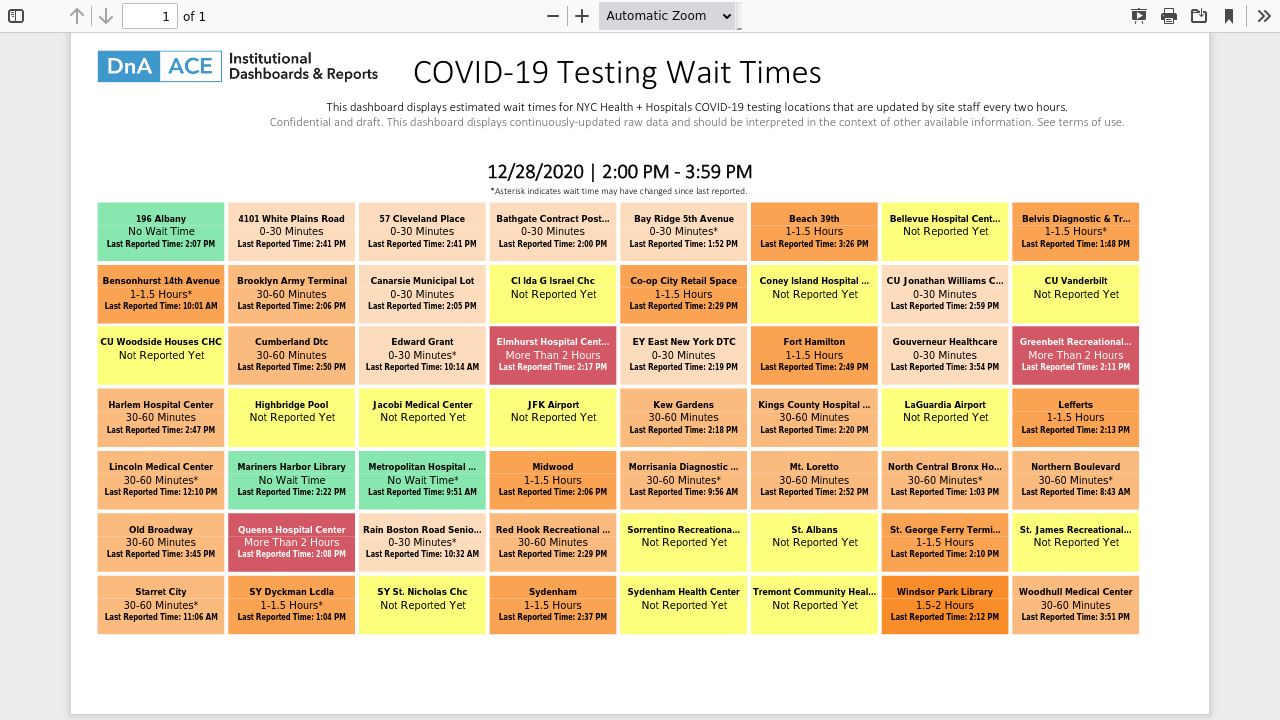 1 of 1 Automatic Zoom
DnA ACE Institutional
Dashboards & Reports
COVID-19 Testing Wait Times
This dashboard displays estimated wait times for NYC Health + Hospitals COVID-19 testing locations that are updated by site staff every two hours.
Confidential and draft. This dashboard displays continuously-updated raw data and should be interpreted in the context of other available information. See terms of use.
12/28/2020 | 2:00 PM - 3:59 PM
*Asterisk indicates wait time may have changed since last reported.
196 Albany
No Wait Time
Last Reported Time: 2:07 PM
4101 White Plains Road
0-30 Minutes
Last Reported Time: 2:41 PM
57 Cleveland Place
0-30 Minutes
Last Reported Time: 2:41 PM
Bathgate Contract Post...
0-30 Minutes
Last Reported Time: 2:00 PM
Bay Ridge 5th Avenue
0-30 Minutes*
Last Reported Time: 1:52 PM
Beach 39th
1-1.5 Hours
Last Reported Time: 3:26 PM
Bellevue Hospital Cent...
Not Reported Yet
Belvis Diagnostic & Tr...
1-1.5 Hours*
Last Reported Time: 1:48 PM
Bensonhurst 14th Avenue
1-1.5 Hours*
Last Reported Time: 10:01 AM
Brooklyn Army Terminal
30-60 Minutes
Last Reported Time: 2:06 PM
Canarsie Municipal Lot
0-30 Minutes
Last Reported Time: 2:05 PM
Cl Ida G Israel Chc
Not Reported Yet
Co-op City Retail Space
1-1.5 Hours
Last Reported Time: 2:29 PM
Coney Island Hospital ...
Not Reported Yet
CU Jonathan Williams C...
0-30 Minutes
Last Reported Time: 2:59 PM
CU Vanderbilt
Not Reported Yet
CU Woodside Houses CHC
Not Reported Yet
Cumberland Dtc
30-60 Minutes
Last Reported Time: 2:50 PM
Edward Grant
0-30 Minutes*
Last Reported Time: 10:14 AM
Elmhurst Hospital Cent...
More Than 2 Hours
Last Reported Time: 2:17 PM
EY East New York DTC
0-30 Minutes
Last Reported Time: 2:19 PM
Fort Hamilton
1-1.5 Hours
Last Reported Time: 2:49 PM
Gouverneur Healthcare
0-30 Minutes
Last Reported Time: 3:54 PM
Greenbelt Recreational...
More Than 2 Hours
Last Reported Time: 2:11 PM
Harlem Hospital Center
30-60 Minutes
Last Reported Time: 2:47 PM
Highbridge Pool
Not Reported Yet
Jacobi Medical Center
Not Reported Yet
JFK Airport
Not Reported Yet
Kew Gardens
30-60 Minutes
Last Reported Time: 2:18 PM
Kings County Hospital ...
30-60 Minutes
Last Reported Time: 2:20 PM
LaGuardia Airport
Not Reported Yet
Lefferts
1-1.5 Hours
Last Reported Time: 2:13 PM
Lincoln Medical Center
30-60 Minutes*
Last Reported Time: 12:10 PM
Mariners Harbor Library
No Wait Time
Last Reported Time: 2:22 PM
Metropolitan Hospital ...
No Wait Time*
Last Reported Time: 9:51 AM
Midwood
1-1.5 Hours
Last Reported Time: 2:06 PM
Morrisania Diagnostic ...
30-60 Minutes*
Last Reported Time: 9:56 AM
Mt. Loretto
30-60 Minutes
Last Reported Time: 2:52 PM
North Central Bronx Ho...
30-60 Minutes*
Last Reported Time: 1:03 PM
Northern Boulevard
30-60 Minutes*
Last Reported Time: 8:43 AM
Old Broadway
30-60 Minutes
Last Reported Time: 3:45 PM
Queens Hospital Center
More Than 2 Hours
Last Reported Time: 2:08 PM
Rain Boston Road Senio...
0-30 Minutes*
Last Reported Time: 10:32 AM
Red Hook Recreational ...
30-60 Minutes
Last Reported Time: 2:29 PM
Sorrentino Recreationa...
Not Reported Yet
St. Albans
Not Reported Yet
St. George Ferry Termi...
1-1.5 Hours
Last Reported Time: 2:10 PM
St. James Recreational...
Not Reported Yet
Starret City
30-60 Minutes*
Last Reported Time: 11:06 AM
SY Dyckman Lcdla
1-1.5 Hours*
Last Reported Time: 1:04 PM
SY St. Nicholas Chc
Not Reported Yet
Sydenham
1-1.5 Hours
Last Reported Time: 2:37 PM
Sydenham Health Center
Not Reported Yet
Tremont Community Heal...
Not Reported Yet
Windsor Park Library
1.5-2 Hours
Last Reported Time: 2:12 PM
Woodhull Medical Center
30-60 Minutes
Last Reported Time: 3:51 PM